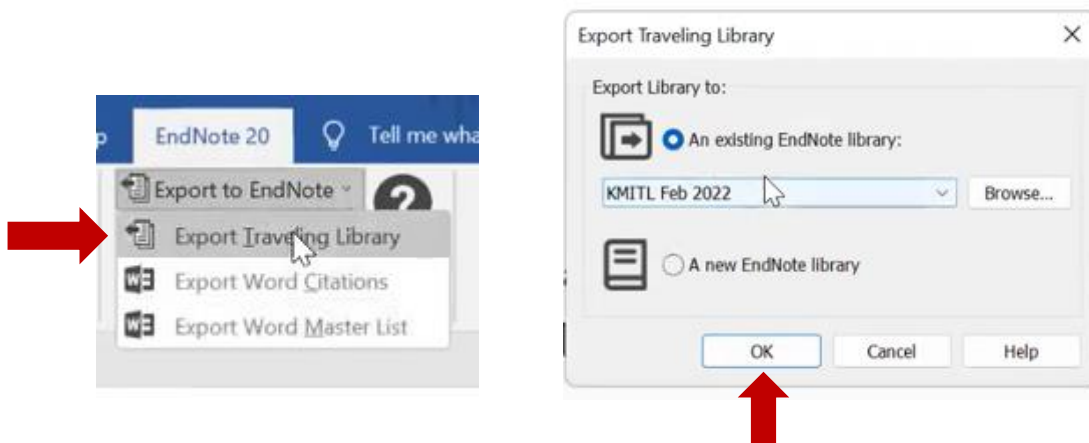 p EndNote 20 Tell me wha
Export to EndNote
?
Export Traveling Library
Export Word Citations
Export Word Master List
Export Traveling Library
Export Library to:
An existing EndNote library:
KMITL Feb 2022 Browse...
A new EndNote library
OK Cancel Help